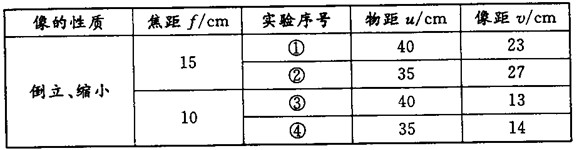 像的性质 焦距 f/cm 实验序号 物距 u/cm 像距 v/cm
倒立、缩小 15 ① 40 23
② 35 27
10 ③ 40 13
④ 35 14